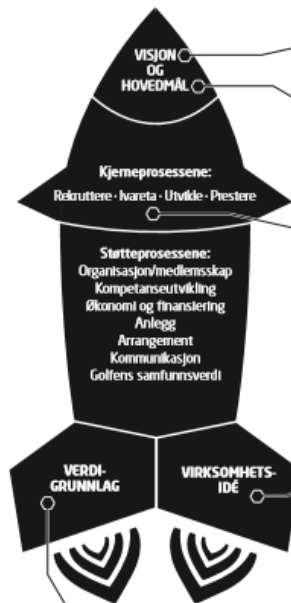 VISJON
OG
HOVEDMÅL
Kjerneprosessene:
Rekruttere · Ivareta · Utvikle · Prestere
Støtteprosessene:
Organisasjon/medlemsskap
Kompetanseutvikling
Økonomi og finansiering
Anlegg
Arrangement
Kommunikasjon
Golfens samfunnsverdi
VERDI-
GRUNNLAG
VIRKSOMHETS-
IDÉ